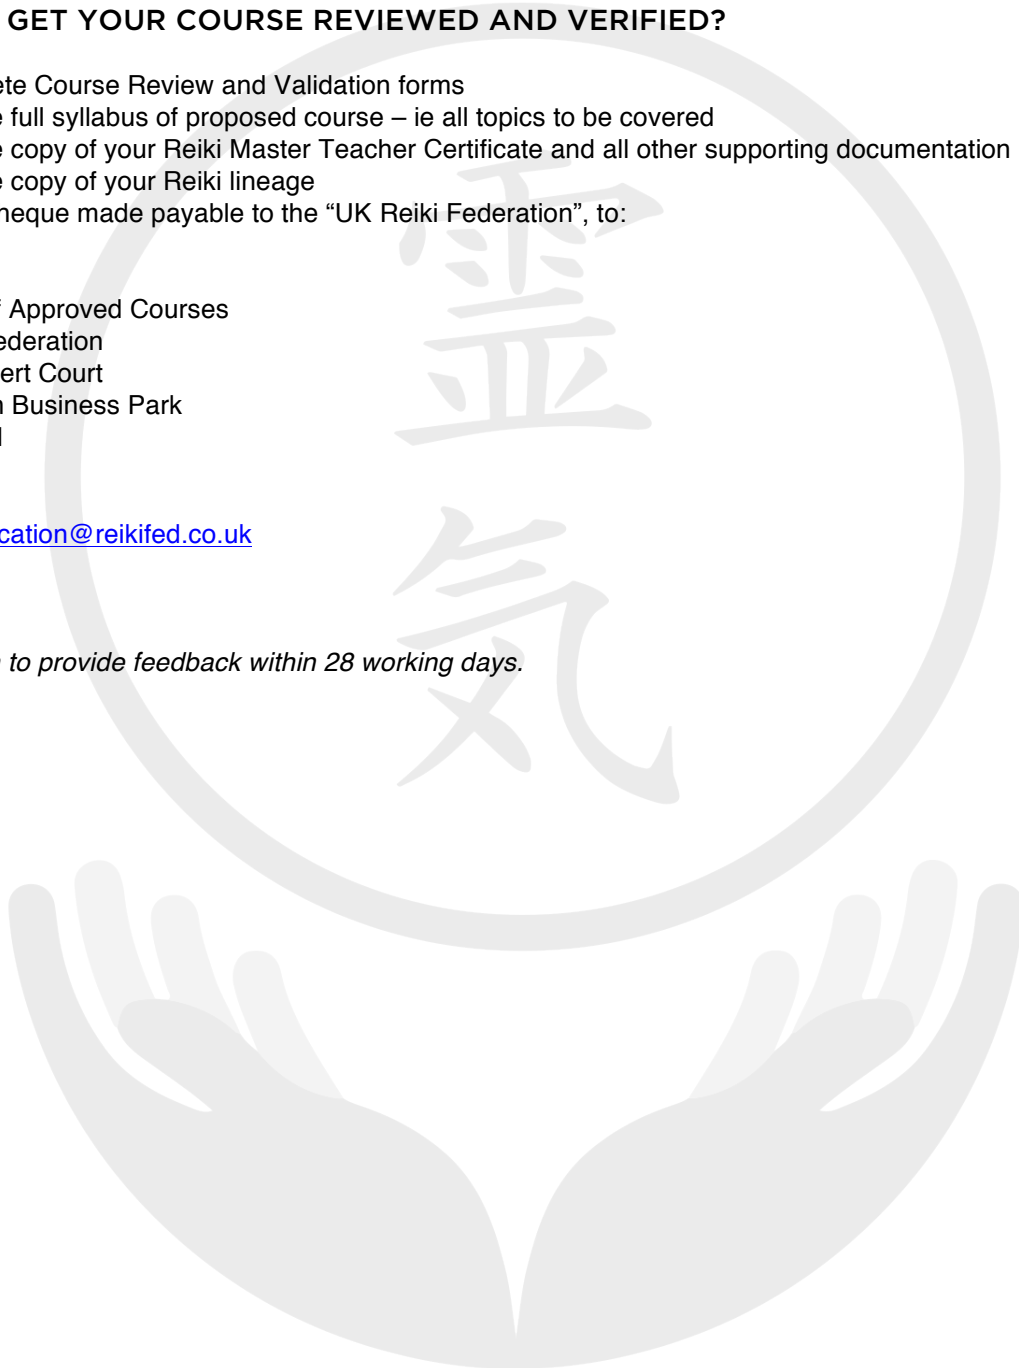 GET YOUR COURSE REVIEWED AND VERIFIED?
ete Course Review and Validation forms
e full syllabus of proposed course – ie all topics to be covered
e copy of your Reiki Master Teacher Certificate and all other supporting documentation
e copy of your Reiki lineage
heque made payable to the “UK Reiki Federation”, to:
f Approved Courses
ederation
ert Court
n Business Park
cation@reikifed.co.uk
to provide feedback within 28 working days.
霊
気